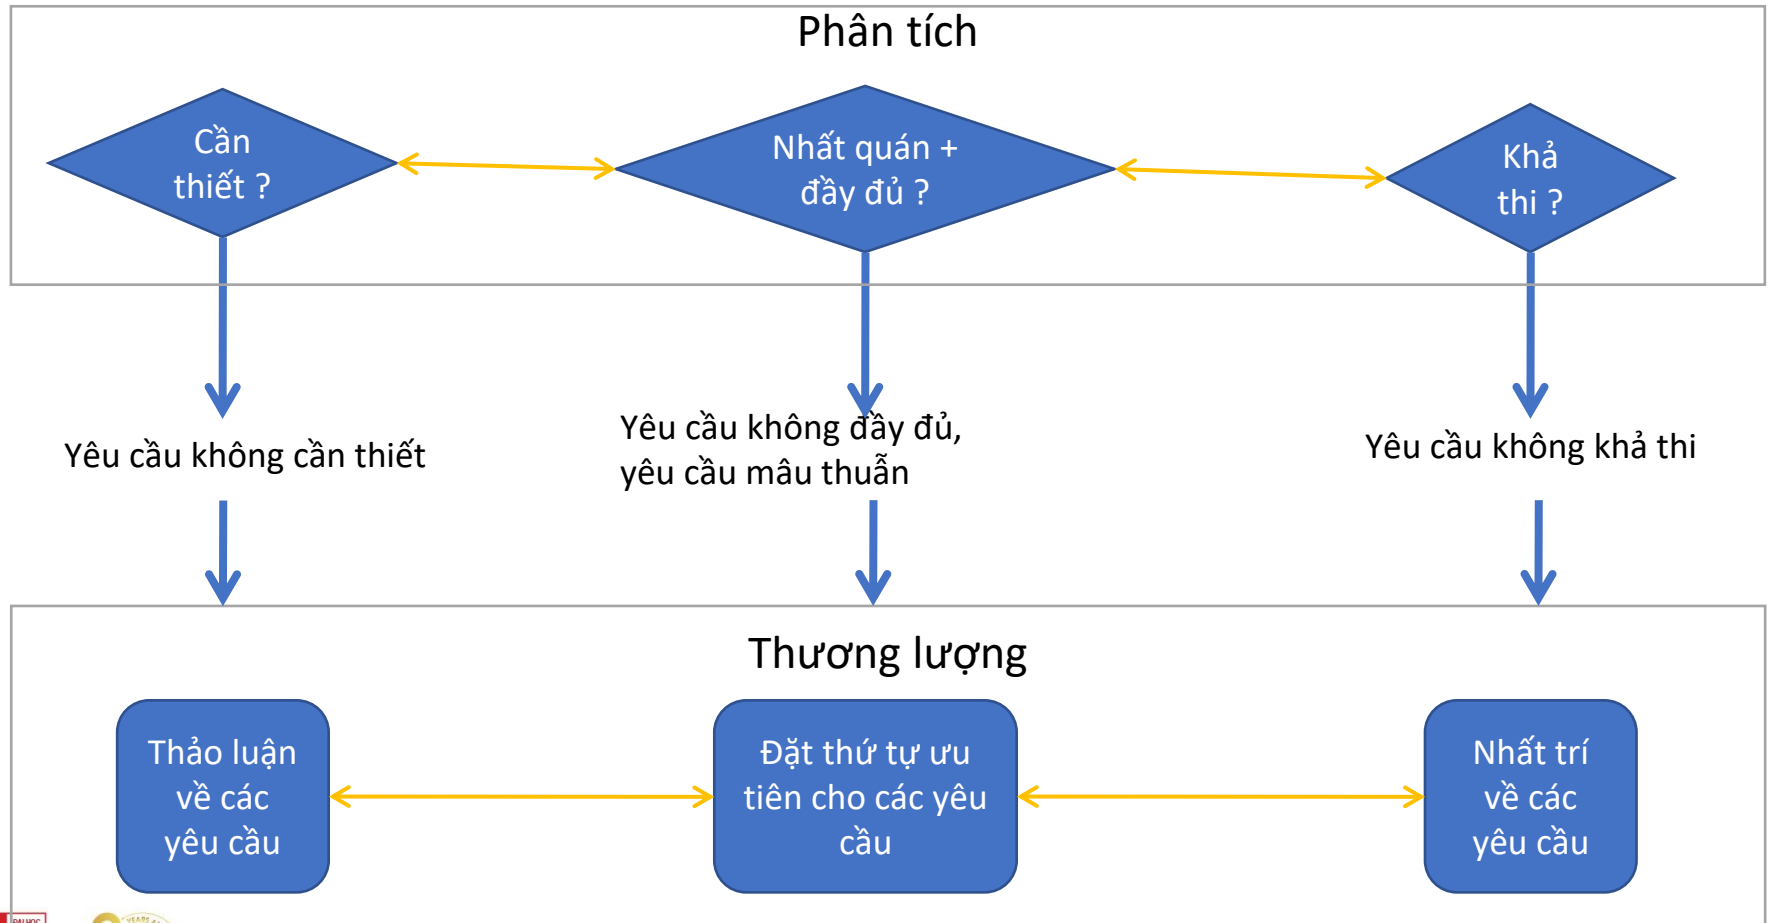 Phân tích
Cần
thiết ?
Nhất quán +
đầy đủ ?
Khả
thi ?
Yêu cầu không cần thiết
Yêu cầu không đầy đủ,
yêu cầu mâu thuẫn
Yêu cầu không khả thi
Thương lượng
Thảo luận
về các
yêu cầu
Đặt thứ tự ưu
tiên cho các yêu
cầu
Nhất trí
về các
yêu cầu
ĐẠI HỌC